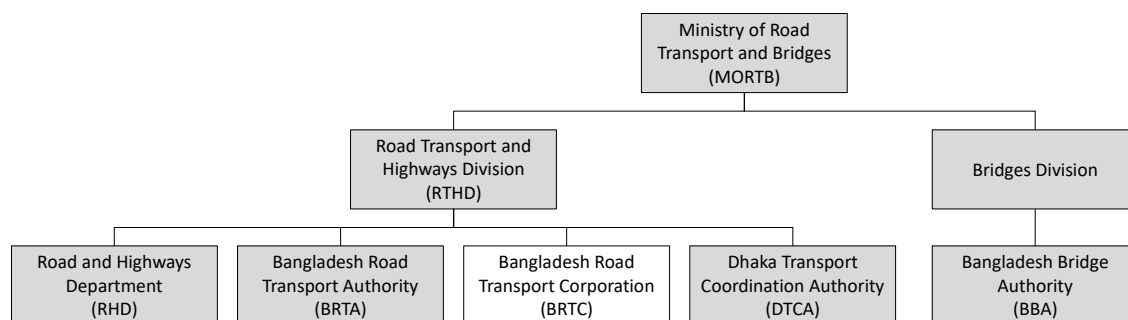 Ministry of Road
Transport and Bridges
(MORTB)
Road Transport and
Highways Division
(RTHD)
Bridges Division
Road and Highways
Department
(RHD)
Bangladesh Road
Transport Authority
(BRTA)
Bangladesh Road
Transport Corporation
(BRTC)
Dhaka Transport
Coordination Authority
(DTCA)
Bangladesh Bridge
Authority
(BBA)